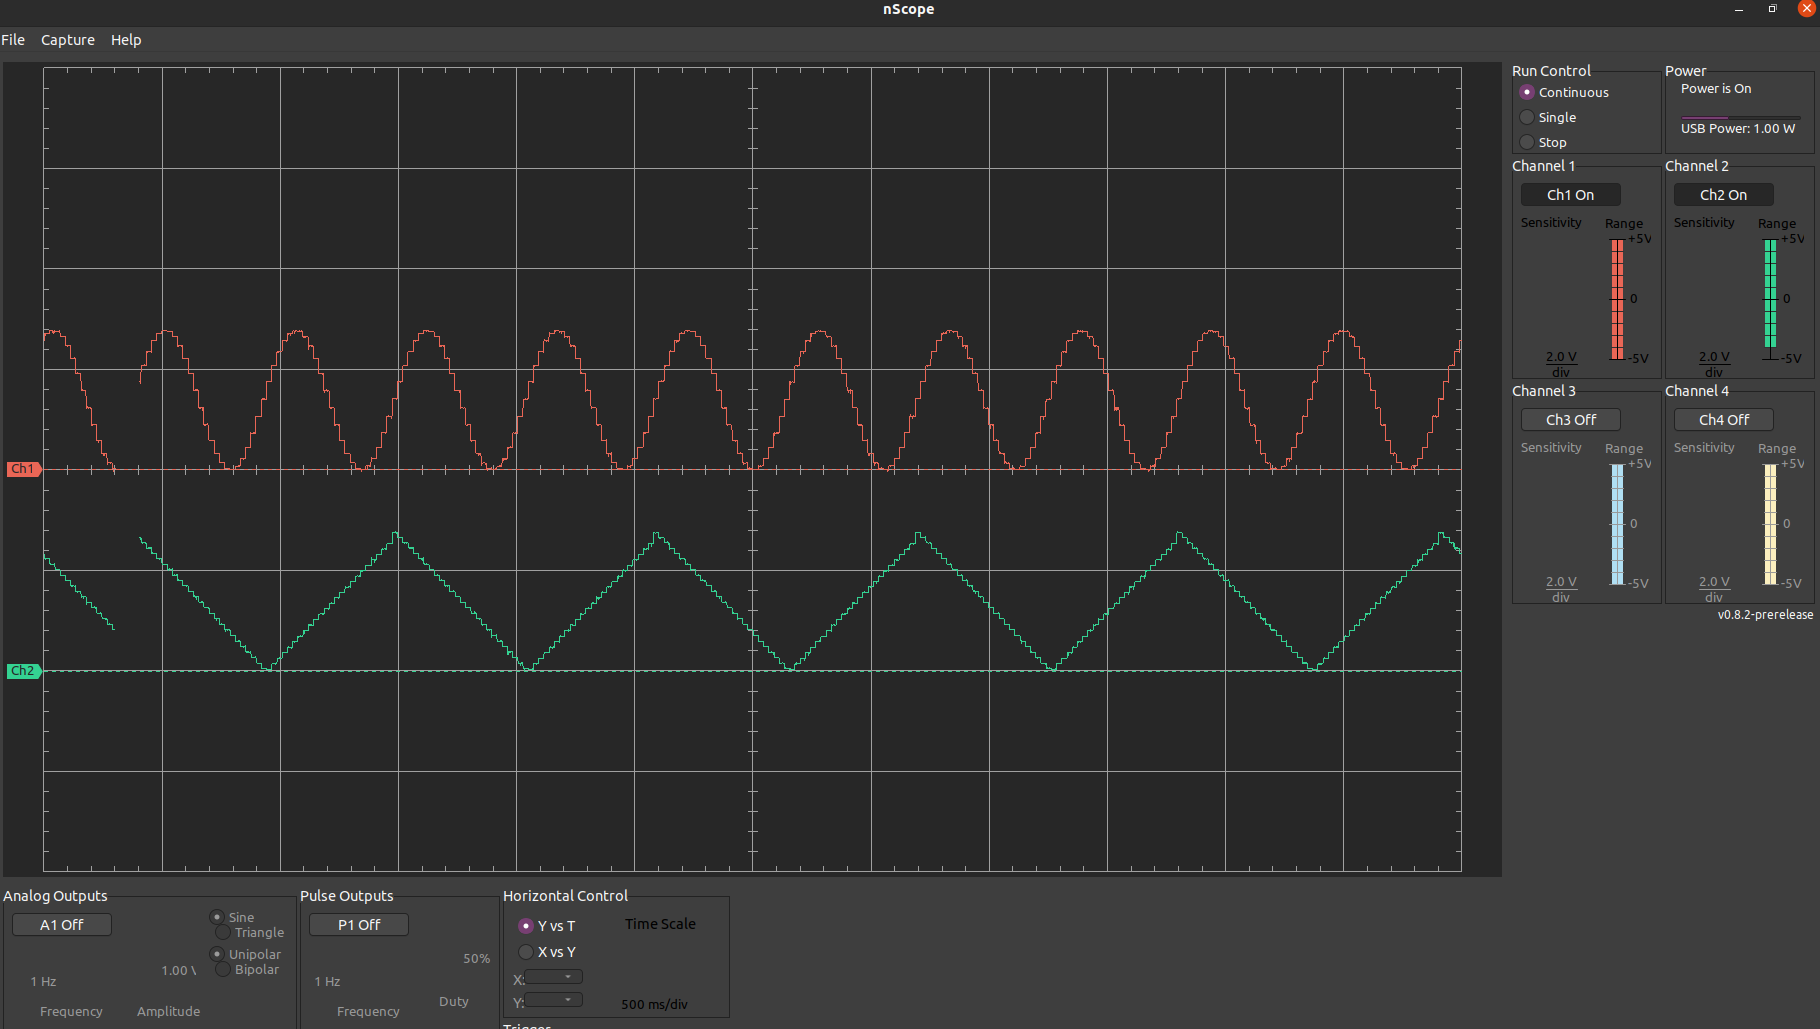 nScope
File Capture Help
Run Control
Continuous
Single
Stop
Power
Power is On
USB Power: 1.00 W
Channel 1
Ch1 On
Sensitivity Range
+5V
0
-5V
2.0 V
div
Channel 2
Ch2 On
Sensitivity Range
+5V
0
-5V
2.0 V
div
Channel 3
Ch3 Off
Sensitivity Range
+5V
0
-5V
2.0 V
div
Channel 4
Ch4 Off
Sensitivity Range
+5V
0
-5V
2.0 V
div
v0.8.2-prerelease
Ch1
Ch2
Analog Outputs
A1 Off
Sine
Triangle
Unipolar
Bipolar
1 Hz
1.00
Frequency Amplitude
Pulse Outputs
P1 Off
50%
1 Hz
Duty
Frequency
Horizontal Control
Y vs T
X vs Y
X:
Y:
Time Scale
500 ms/div
Trigger